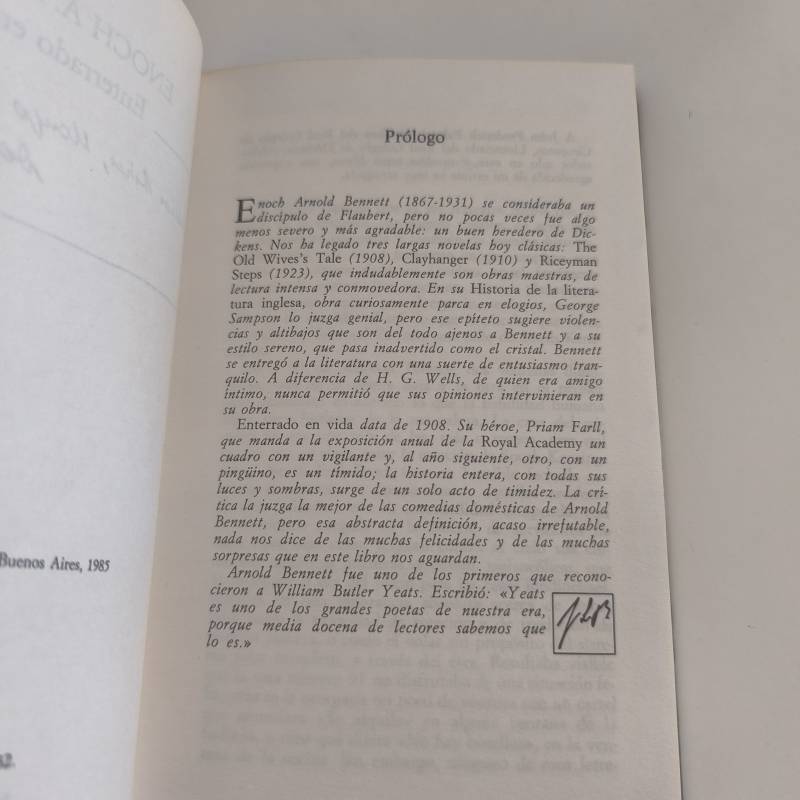 Buenos Aires, 1985
Prólogo
Enoch Arnold Bennett (1867-1931) se consideraba un
discípulo de Flaubert, pero no pocas veces fue algo
menos severo y más agradable: un buen heredero de Dic-
kens. Nos ha legado tres largas novelas hoy clásicas: The
Old Wives's Tale (1908), Clayhanger (1910) y Riceyman
Steps (1923), que indudablemente son obras maestras, de
lectura intensa y conmovedora. En su Historia de la litera-
tura inglesa, obra curiosamente parca en elogios, George
Sampson lo juzga genial, pero ese epíteto sugiere violen-
cias y altibajos que son del todo ajenos a Bennett y a su
estilo sereno, que pasa inadvertido como el cristal. Bennett
se entregó a la literatura con una suerte de entusiasmo tran-
quilo. A diferencia de H. G. Wells, de quien era amigo
íntimo, nunca permitió que sus opiniones intervinieran en
su obra.
Enterrado en vida data de 1908. Su héroe, Priam Farll,
que manda a la exposición anual de la Royal Academy un
cuadro con un vigilante y, al año siguiente, otro, con un
pingüino, es un tímido; la historia entera, con todas sus
luces y sombras, surge de un solo acto de timidez. La crí-
tica la juzga la mejor de las comedias domésticas de Arnold
Bennett, pero esa abstracta definición, acaso irrefutable,
nada nos dice de las muchas felicidades y de las muchas
sorpresas que en este libro nos aguardan.
Arnold Bennett fue uno de los primeros que recono-
cieron a William Butler Yeats. Escribió: «Yeats
es uno de los grandes poetas de nuestra era,
porque media docena de lectores sabemos que
lo es.»